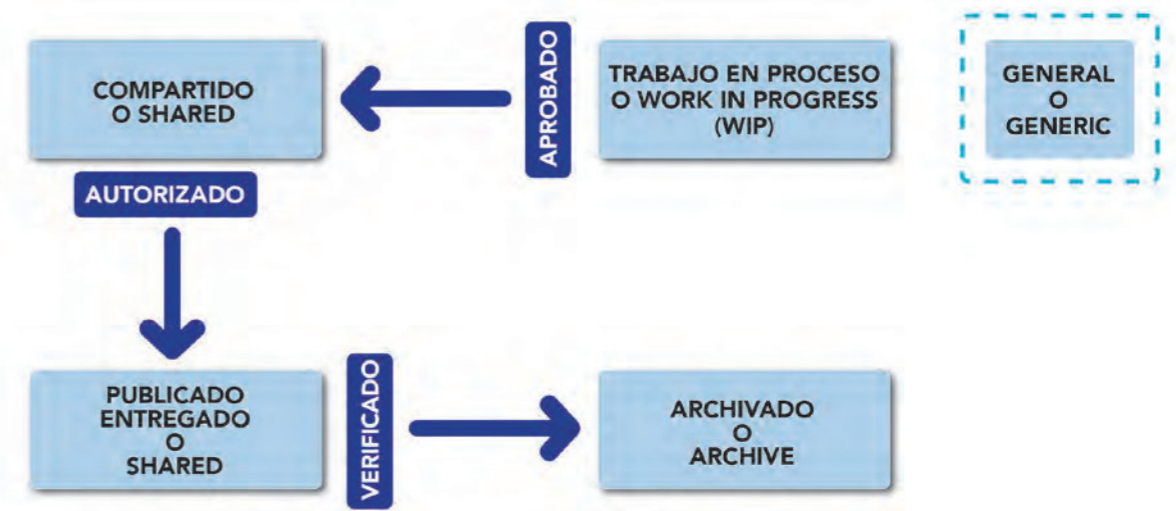 COMPARTIDO
O SHARED
APROBADO
TRABAJO EN PROCESO
O WORK IN PROGRESS
(WIP)
GENERAL
O
GENERIC
AUTORIZADO
PUBLICADO
ENTREGADO
O
SHARED
VERIFICADO
ARCHIVADO
O
ARCHIVE